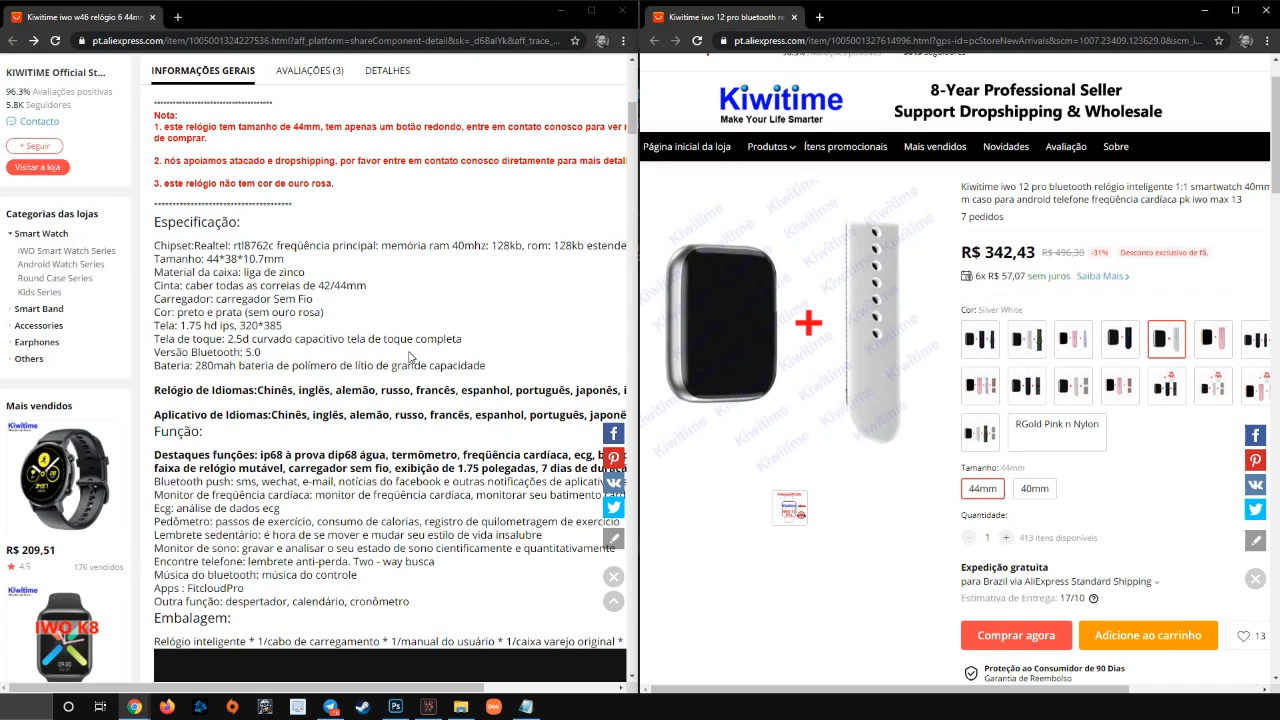 Kiwitime iwo w46 relógio 6 44mm
pt.aliexpress.com/item/1005001324227536.html?aff_platform=shareComponent-detail&sk=_d6BalYk&aff_trace_...
KIWITIME Official St...
96.3% Avaliações positivas
5.8K Seguidores
Contacto
+ Seguir
Visitar a loja
Categorias das lojas
Smart Watch
IWO Smart Watch Series
Android Watch Series
Round Case Series
Kids Series
Smart Band
Accessories
Earphones
Others
Mais vendidos
Kiwitime
R$ 209,51
4.5
176 vendidos
Kiwitime
IWO K8
INFORMAÇÕES GERAIS
AVALIAÇÕES (3)
DETALHES
***************************************
Nota:
1. este relógio tem tamanho de 44mm, tem apenas um botão redondo, entre em contato conosco para ver
de comprar.
2. nós apoiamos atacado e dropshipping, por favor entre em contato conosco diretamente para mais detal
3. este relógio não tem cor de ouro rosa.
***************************************
Especificação:
Chipset:Realtel: rtl8762c freqüência principal: memória ram 40mhz: 128kb, rom: 128kb estende
Tamanho: 44*38*10.7mm
Material da caixa: liga de zinco
Cinta: caber todas as correias de 42/44mm
Carregador: carregador Sem Fio
Cor: preto e prata (sem ouro rosa)
Tela: 1.75 hd ips, 320*385
Tela de toque: 2.5d curvado capacitivo tela de toque completa
Versão Bluetooth: 5.0
Bateria: 280mah bateria de polímero de lítio de grande capacidade
Relógio de Idiomas:Chinês, inglês, alemão, russo, francês, espanhol, português, japonês, i
Aplicativo de Idiomas:Chinês, inglês, alemão, russo, francês, espanhol, português, japonê
Função:
Destaques funções: ip68 à prova dip68 água, termômetro, freqüência cardíaca, ecg, b
faixa de relógio mutável, carregador sem fio, exibição de 1.75 polegadas, 7 dias de duraç
Bluetooth push: sms, wechat, e-mail, notícias do facebook e outras notificações de aplicativ
Monitor de freqüência cardíaca: monitor de freqüência cardíaca, monitorar seu batimento card
Ecg: análise de dados ecg
Pedômetro: passos de exercício, consumo de calorias, registro de quilometragem de exercício
Lembrete sedentário: é hora de se mover e mudar seu estilo de vida insalubre
Monitor de sono: gravar e analisar o seu estado de sono cientificamente e quantitativamente
Encontre telefone: lembrete anti-perda. Two - way busca
Música do bluetooth: música do controle
Apps : FitcloudPro
Outra função: despertador, calendário, cronômetro
Embalagem:
Relógio inteligente * 1/cabo de carregamento * 1/manual do usuário * 1/caixa varejo original *
Kiwitime iwo 12 pro bluetooth re
pt.aliexpress.com/item/1005001327614996.html?gps-id=pcStoreNewArrivals&scm=1007.23409.123629.0&scm_i...
Kiwitime
Make Your Life Smarter
8-Year Professional Seller
Support Dropshipping & Wholesale
Página inicial da loja
Produtos
Ítens promocionais
Mais vendidos
Novidades
Avaliação
Sobre
Kiwitime iwo 12 pro bluetooth relógio inteligente 1:1 smartwatch 40mm
m caso para android telefone freqüência cardíaca pk iwo max 13
7 pedidos
R$ 342,43
R$ 496,30
-31%
Desconto exclusivo de fã.
6x R$ 57,07 sem juros
Saiba Mais
Cor: Silver White
RGold Pink n Nylon
Tamanho: 44mm
44mm
40mm
Quantidade:
1
413 itens disponíveis
Expedição gratuita
para Brazil via AliExpress Standard Shipping
Estimativa de Entrega: 17/10
Comprar agora
Adicione ao carrinho
13
Proteção ao Consumidor de 90 Dias
Garantia de Reembolso